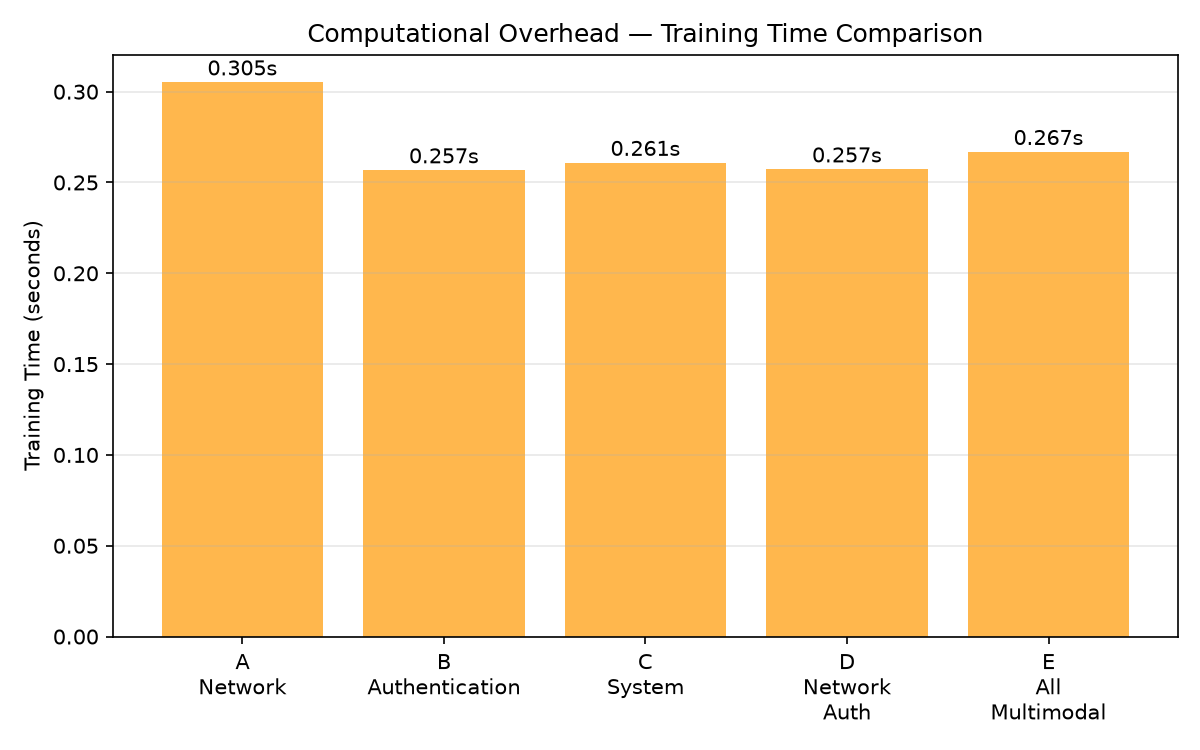 Computational Overhead — Training Time Comparison
Training Time (seconds)
0.30
0.25
0.20
0.15
0.10
0.05
0.00
0.305s
0.257s
0.261s
0.257s
0.267s
A
Network
B
Authentication
C
System
D
Network
Auth
E
All
Multimodal